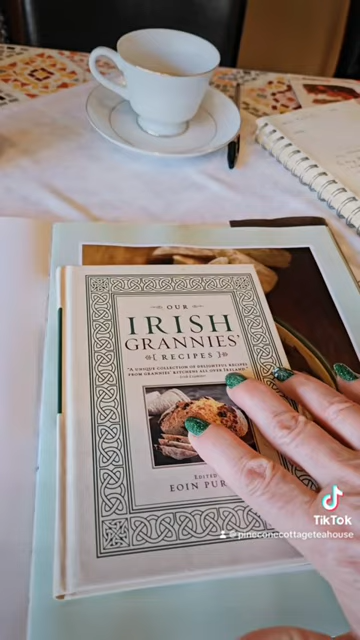 OUR
IRISH
GRANNIES'
{RECIPES}
"A UNIQUE COLLECTION OF DELIGHTFUL RECIPES
FROM GRANNIES' KITCHENS ALL OVER IRELAND."
EDITED
EOIN PUR
TikTok
@pineconecottageteahouse